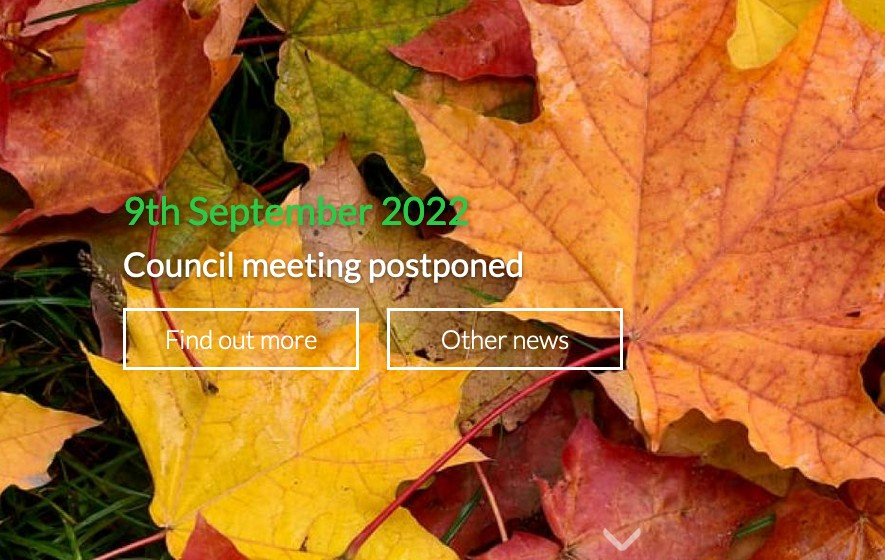 9th September 2022
Council meeting postponed
Find out more
Other news